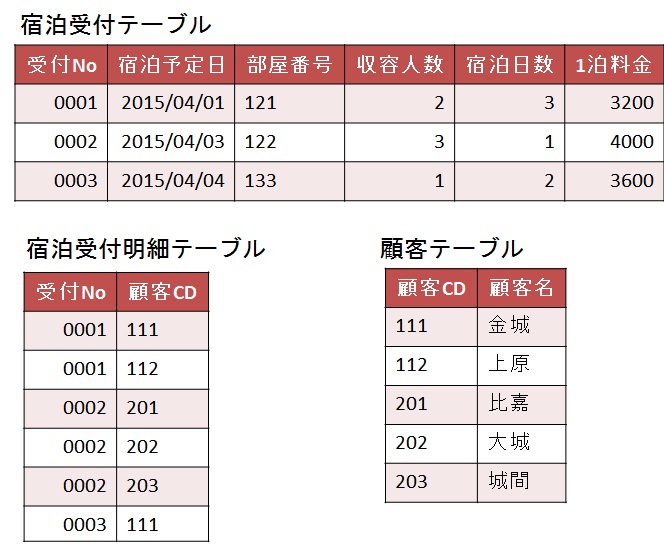 宿泊受付テーブル
受付No 宿泊予定日 部屋番号 収容人数 宿泊日数 1泊料金
0001 2015/04/01 121 2 3 3200
0002 2015/04/03 122 3 1 4000
0003 2015/04/04 133 1 2 3600
宿泊受付明細テーブル
受付No 顧客CD
0001 111
0001 112
0002 201
0002 202
0002 203
0003 111
顧客テーブル
顧客CD 顧客名
111 金城
112 上原
201 比嘉
202 大城
203 城間